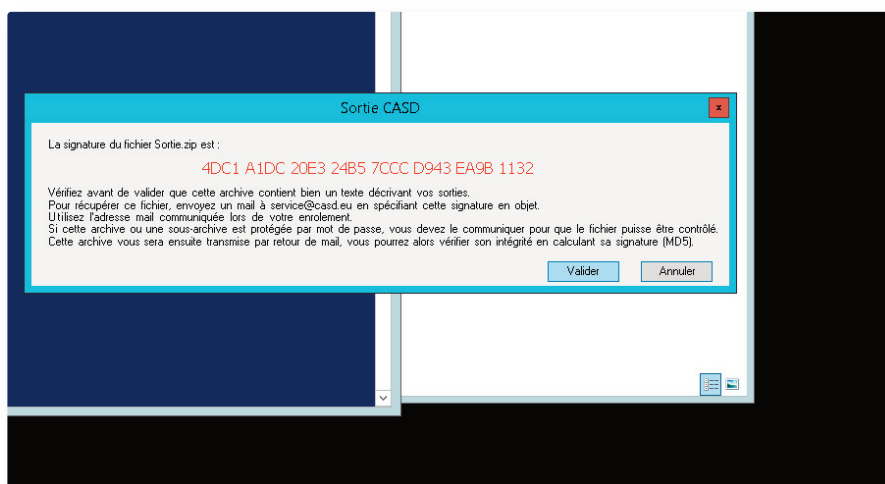 Sortie CASD
x
La signature du fichier Sortie.zip est :
4DC1 A1DC 20E3 24B5 7CCC D943 EA9B 1132
Vérifiez avant de valider que cette archive contient bien un texte décrivant vos sorties.
Pour récupérer ce fichier, envoyez un mail à service@casd.eu en spécifiant cette signature en objet.
Utilisez l'adresse mail communiquée lors de votre enrolement.
Si cette archive ou une sous-archive est protégée par mot de passe, vous devez le communiquer pour que le fichier puisse être contrôlé.
Cette archive vous sera ensuite transmise par retour de mail, vous pourrez alors vérifier son intégrité en calculant sa signature (MD5).
Valider
Annuler